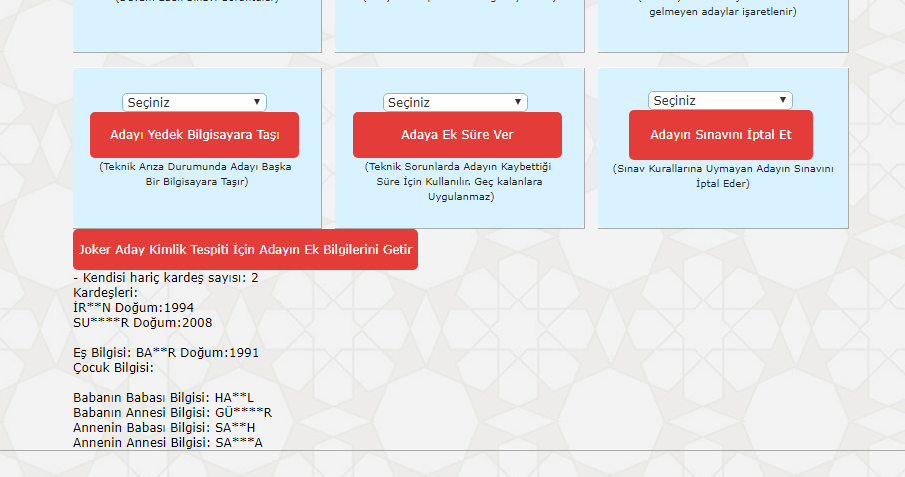 gelmeyen adaylar işaretlenir)
Seçiniz
Adayı Yedek Bilgisayara Taşı
(Teknik Arıza Durumunda Adayı Başka
Bir Bilgisayara Taşır)
Seçiniz
Adaya Ek Süre Ver
(Teknik Sorunlarda Adayın Kaybettiği
Süre İçin Kullanılır. Geç kalanlara
Uygulanmaz)
Seçiniz
Adayın Sınavını İptal Et
(Sınav Kurallarına Uymayan Adayın Sınavını
İptal Eder)
Joker Aday Kimlik Tespiti İçin Adayın Ek Bilgilerini Getir
- Kendisi hariç kardeş sayısı: 2
Kardeşleri:
İR**N Doğum:1994
SU****R Doğum:2008
Eş Bilgisi: BA**R Doğum:1991
Çocuk Bilgisi:
Babanın Babası Bilgisi: HA**L
Babanın Annesi Bilgisi: GÜ****R
Annenin Babası Bilgisi: SA**H
Annenin Annesi Bilgisi: SA***A